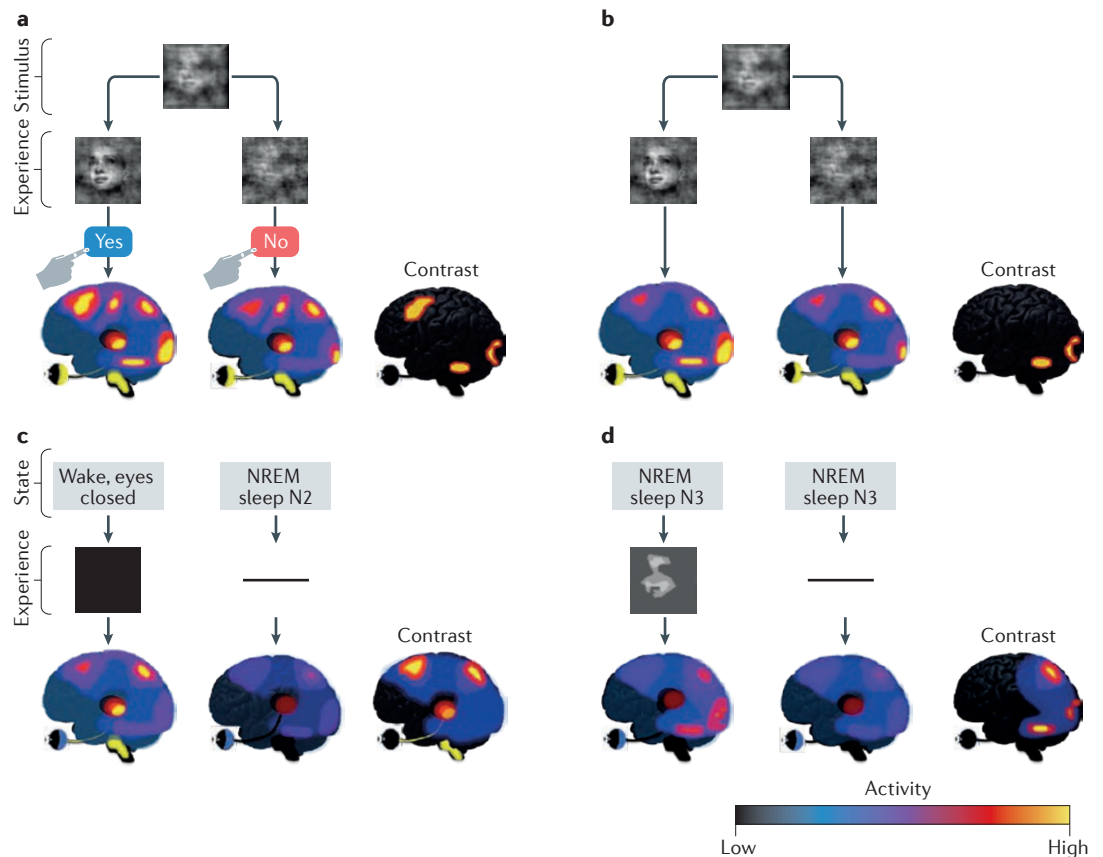 a
Stimulus
Experience
Yes
No
Contrast
b
Contrast
c
State
Wake, eyes
closed
NREM
sleep N2
Experience
Contrast
d
NREM
sleep N3
NREM
sleep N3
Contrast
Activity
Low
High